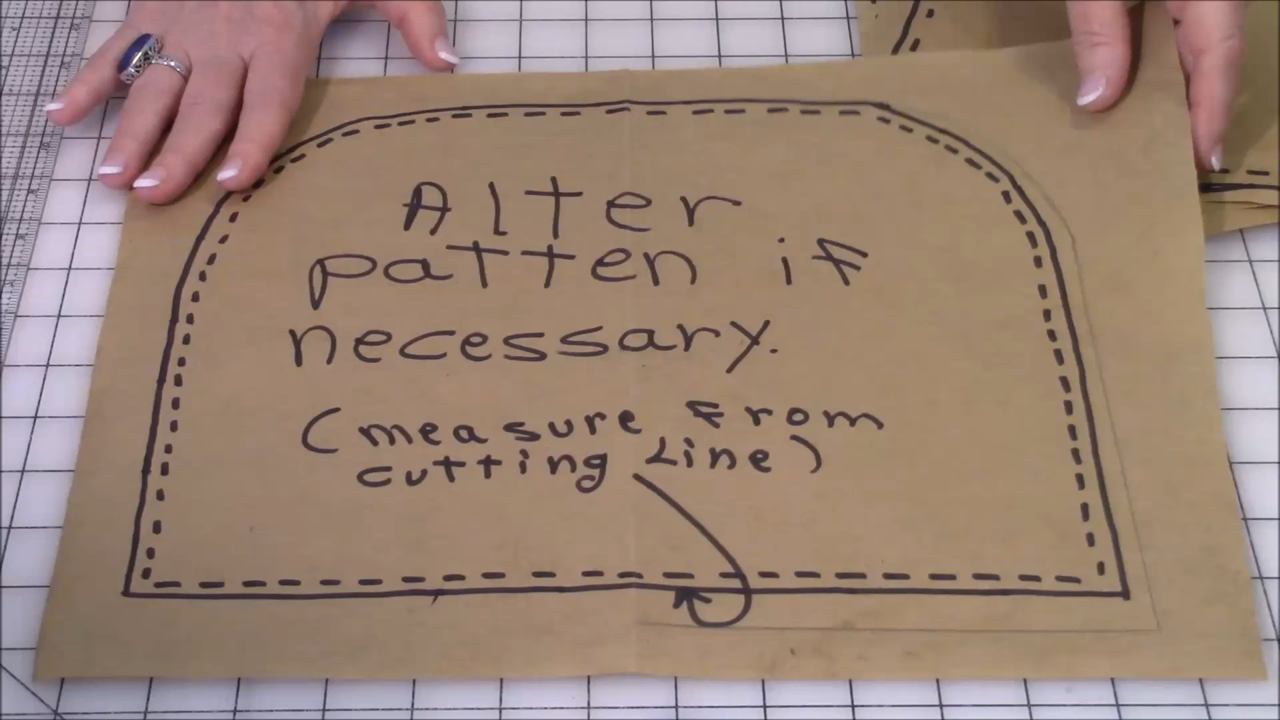 Alter
patten if
necessary.
(measure from
cutting line)